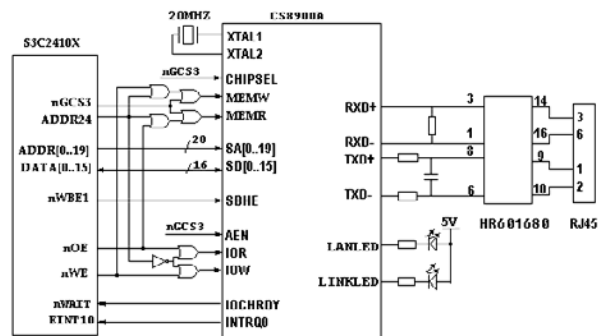 20MHZ
CS8900A
S3C2410X
XTAL1
XTAL2
nGCS3
CHIPSEL
MEMW
nGCS3
MEMR
ADDR24
ADDR[0..19]
20
SA[0..19]
DATA[0..15]
16
SD[0..15]
nWBE1
SBHE
nGCS3
AEN
nOE
IOR
nWE
IOW
nWAIT
IOCHRDY
EINT10
INTRQ0
RXD+
3
14
3
RXD-
1
16
6
TXD+
8
9
1
TXD-
6
10
2
5V
HR601680
RJ45
LANLED
LINKLED